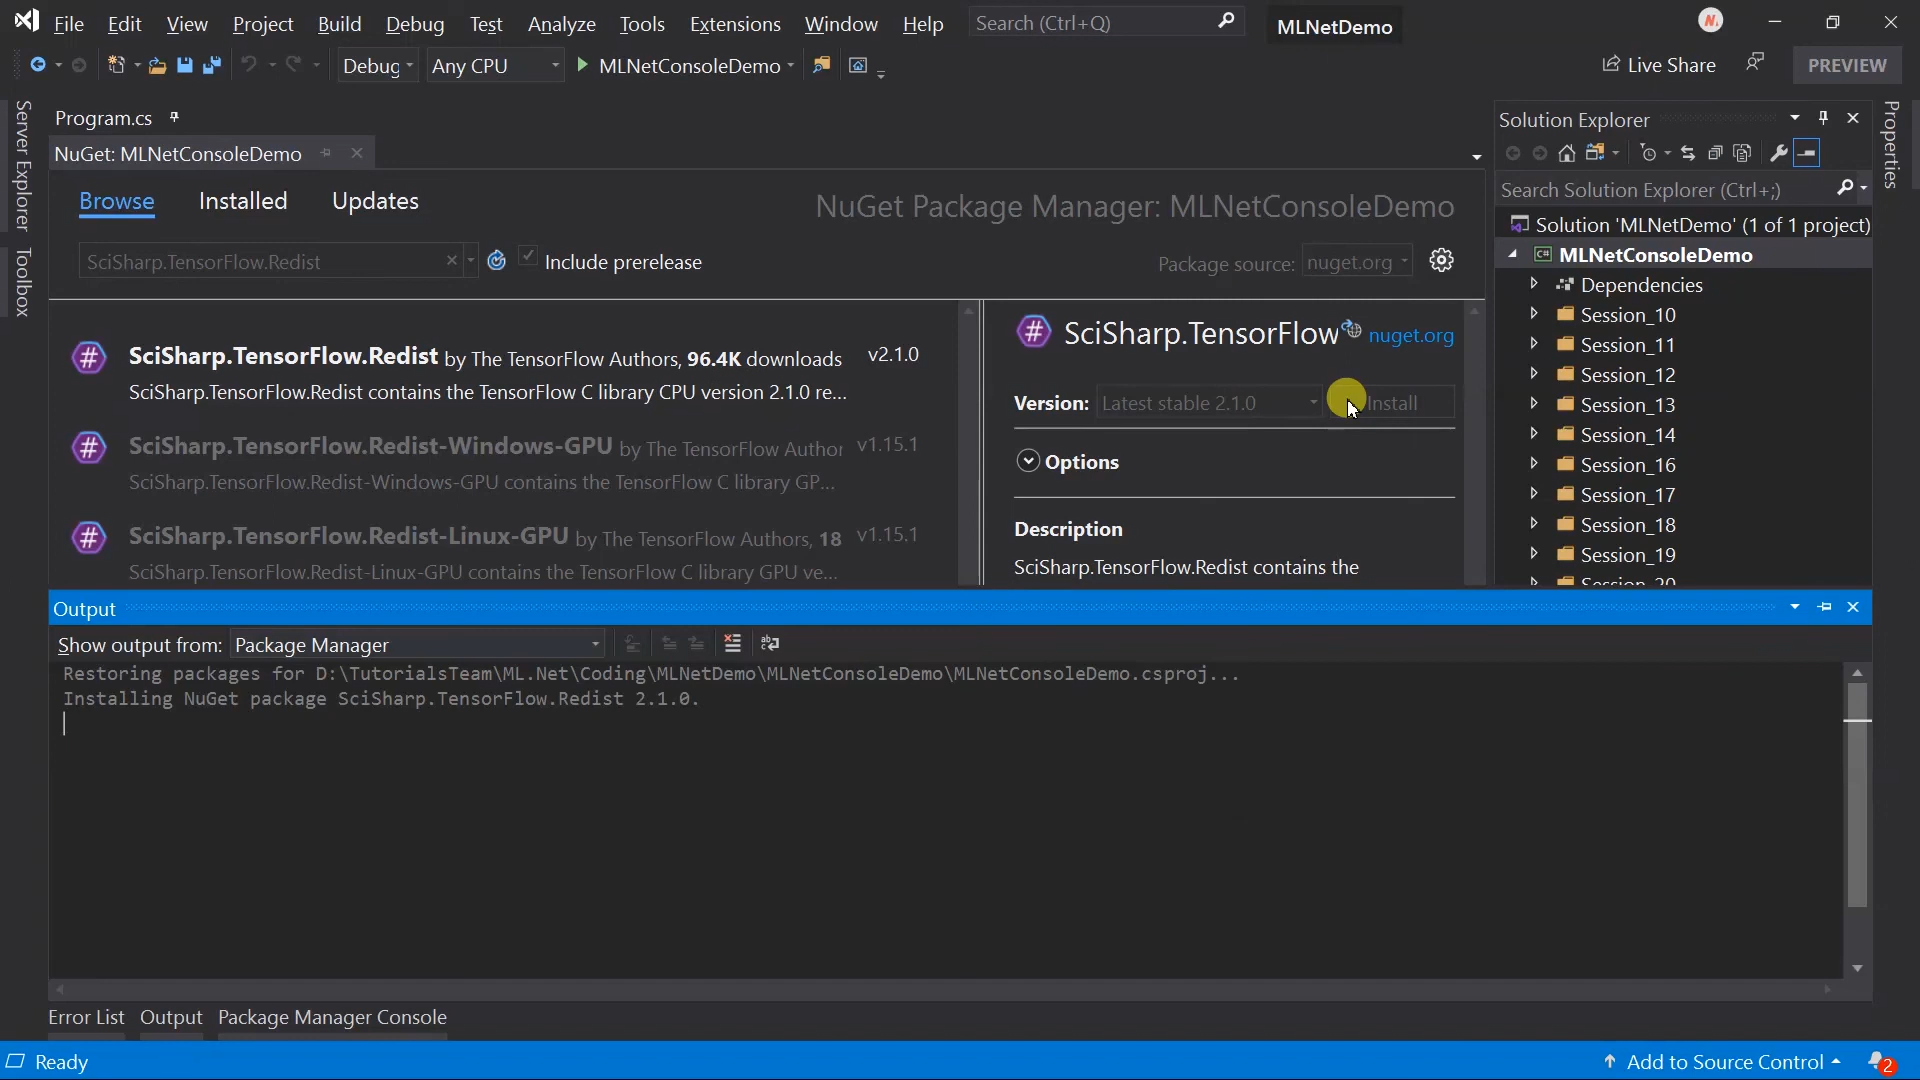 File Edit View Project Build Debug Test Analyze Tools Extensions Window Help Search (Ctrl+Q) MLNetDemo
Debug Any CPU MLNetConsoleDemo Live Share PREVIEW
Server Explorer
Toolbox
Program.cs
NuGet: MLNetConsoleDemo
Browse Installed Updates
NuGet Package Manager: MLNetConsoleDemo
SciSharp.TensorFlow.Redist Include prerelease
Package source: nuget.org
SciSharp.TensorFlow.Redist by The TensorFlow Authors, 96.4K downloads v2.1.0
SciSharp.TensorFlow.Redist contains the TensorFlow C library CPU version 2.1.0 re...
SciSharp.TensorFlow.Redist-Windows-GPU by The TensorFlow Author v1.15.1
SciSharp.TensorFlow.Redist-Windows-GPU contains the TensorFlow C library GP...
SciSharp.TensorFlow.Redist-Linux-GPU by The TensorFlow Authors, 18 v1.15.1
SciSharp.TensorFlow.Redist-Linux-GPU contains the TensorFlow C library GPU ve...
SciSharp.TensorFlow nuget.org
Version: Latest stable 2.1.0 Install
Options
Description
SciSharp.TensorFlow.Redist contains the
Solution Explorer
Search Solution Explorer (Ctrl+;)
Solution 'MLNetDemo' (1 of 1 project)
MLNetConsoleDemo
Dependencies
Session_10
Session_11
Session_12
Session_13
Session_14
Session_16
Session_17
Session_18
Session_19
Session_20
Properties
Output
Show output from: Package Manager
Restoring packages for D:\TutorialsTeam\ML.Net\Coding\MLNetDemo\MLNetConsoleDemo\MLNetConsoleDemo.csproj...
Installing NuGet package SciSharp.TensorFlow.Redist 2.1.0.
Error List Output Package Manager Console
Ready Add to Source Control 2